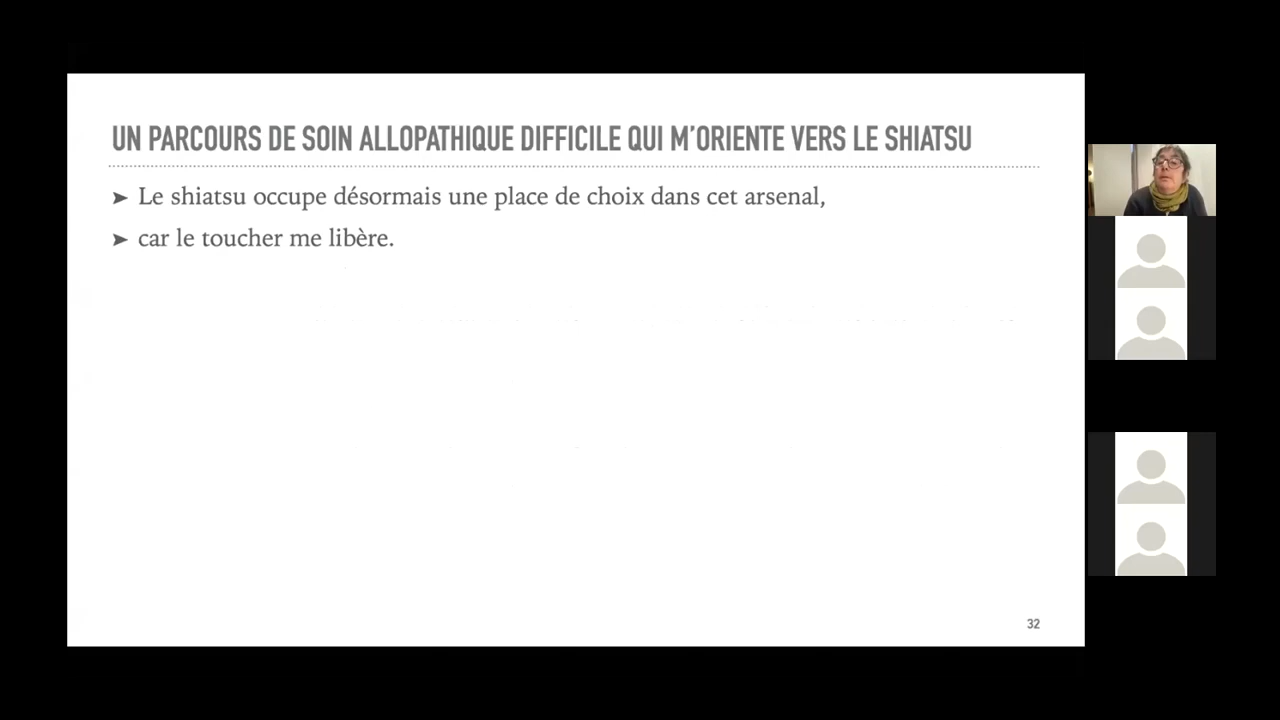 UN PARCOURS DE SOIN ALLOPATHIQUE DIFFICILE QUI M’ORIENTE VERS LE SHIATSU
➤ Le shiatsu occupe désormais une place de choix dans cet arsenal,
➤ car le toucher me libère.
32